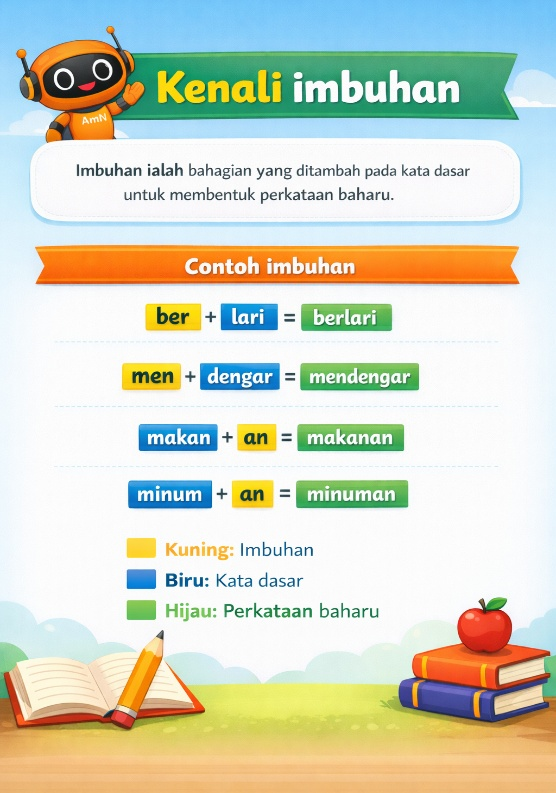 Kenali imbuhan
AmN
Imbuhan ialah bahagian yang ditambah pada kata dasar
untuk membentuk perkataan baharu.
Contoh imbuhan
ber + lari = berlari
men + dengar = mendengar
makan + an = makanan
minum + an = minuman
Kuning: Imbuhan
Biru: Kata dasar
Hijau: Perkataan baharu